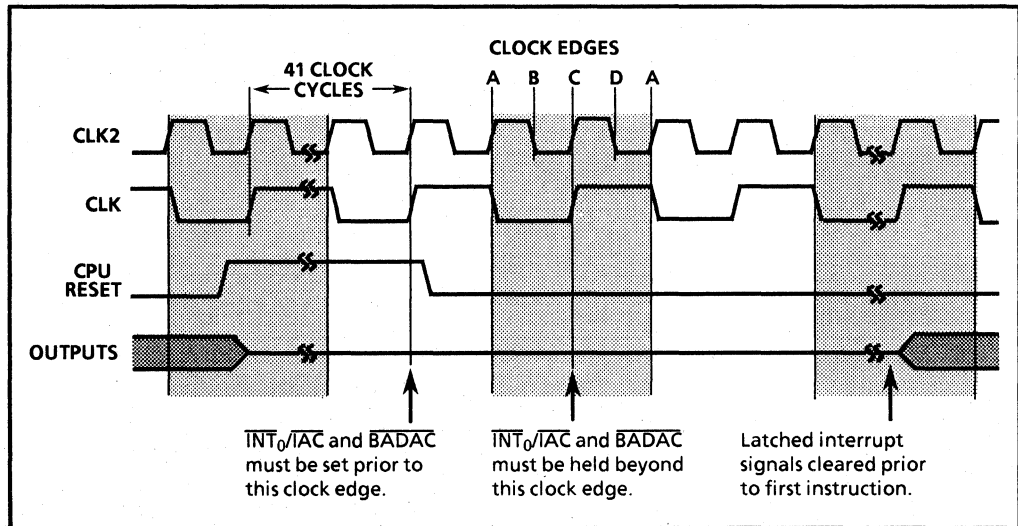 CLOCK EDGES
41 CLOCK
CYCLES
A B C D A
CLK2
CLK
CPU
RESET
OUTPUTS
INT₀/IAC and BADAC
must be set prior to
this clock edge.
INT₀/IAC and BADAC
must be held beyond
this clock edge.
Latched interrupt
signals cleared prior
to first instruction.